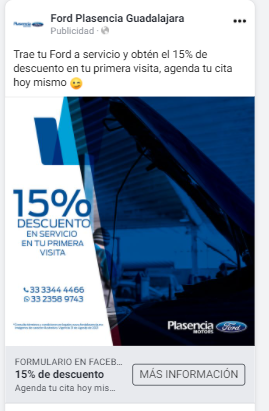 Ford Plasencia Guadalajara
Publicidad ·
Trae tu Ford a servicio y obtén el 15% de
descuento en tu primera visita, agenda tu cita
hoy mismo 😜
15%
DESCUENTO
EN SERVICIO
EN TU PRIMERA
VISITA
33 3344 4466
33 2358 9743
Plasencia
MOTORS
Ford
FORMULARIO EN FACEB...
15% de descuento
Agenda tu cita hoy mis...
MÁS INFORMACIÓN